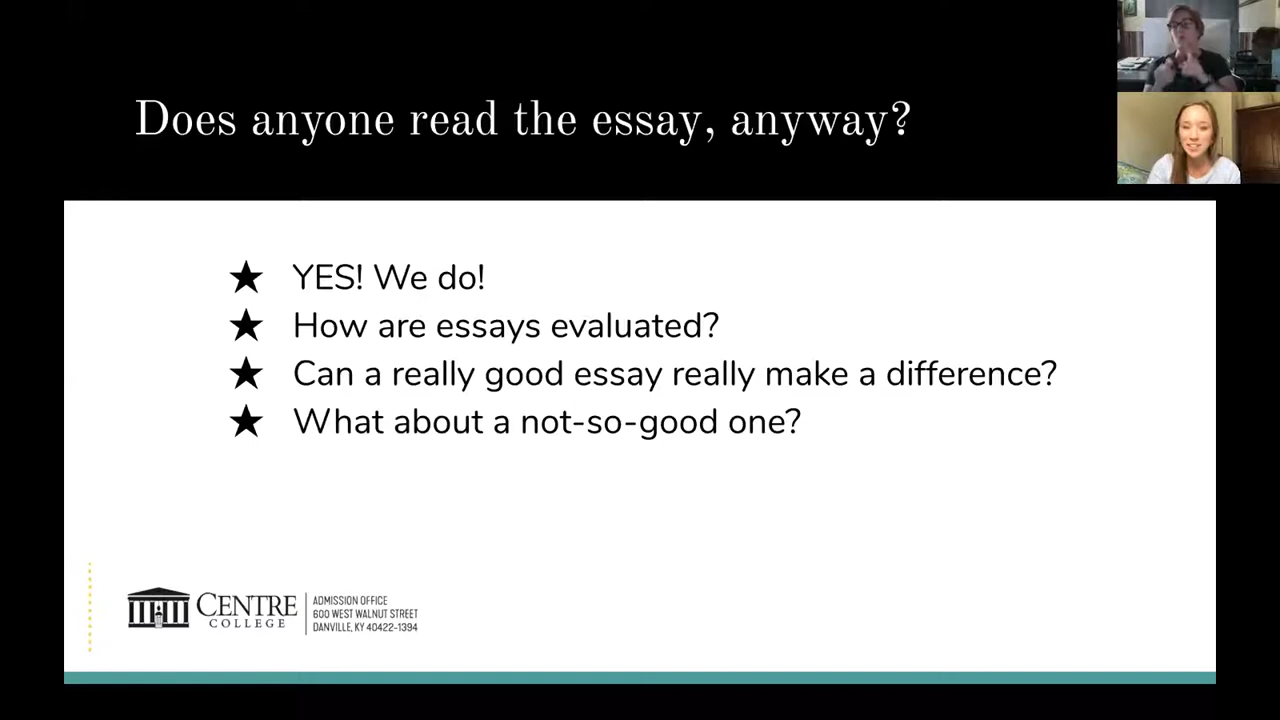 Does anyone read the essay, anyway?
★ YES! We do!
★ How are essays evaluated?
★ Can a really good essay really make a difference?
★ What about a not-so-good one?
CENTRE
COLLEGE
ADMISSION OFFICE
600 WEST WALNUT STREET
DANVILLE, KY 40422-1394